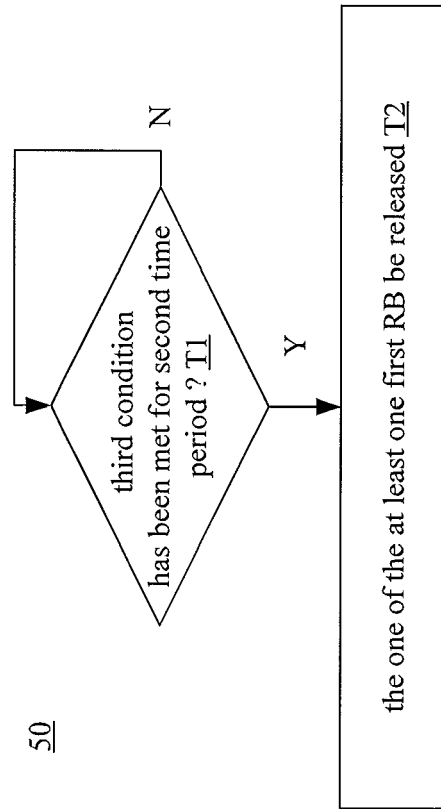 50
third condition
has been met for second time
period ? T1
N
Y
the one of the at least one first RB be released T2